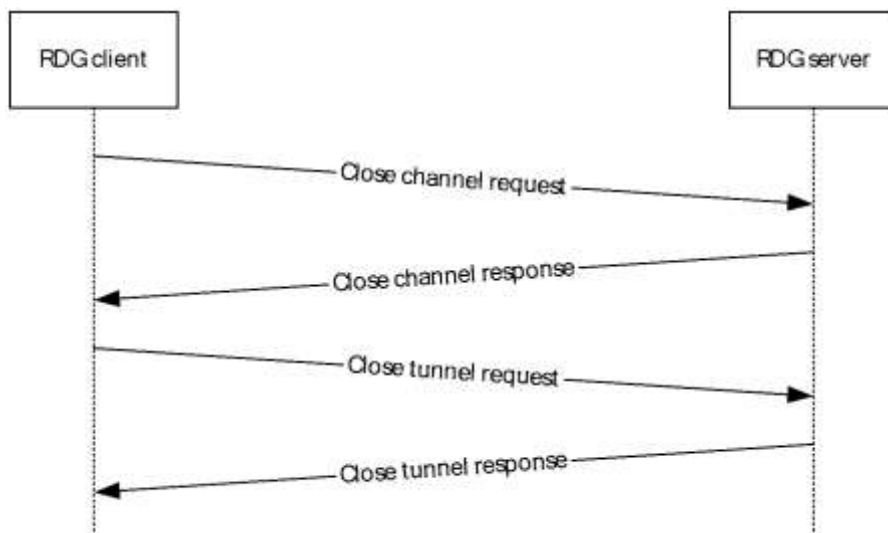 RDG client
RDG server
Close channel request
Close channel response
Close tunnel request
Close tunnel response